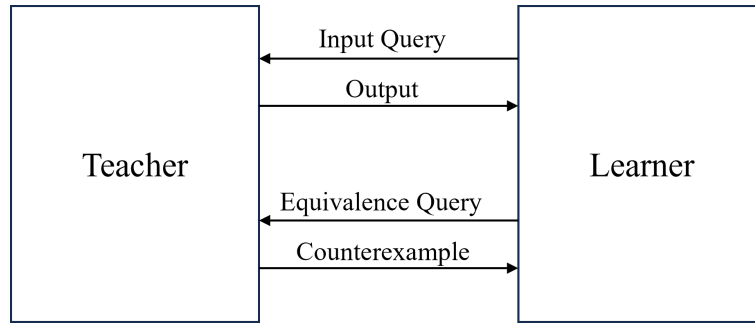 Input Query
Output
Teacher
Learner
Equivalence Query
Counterexample